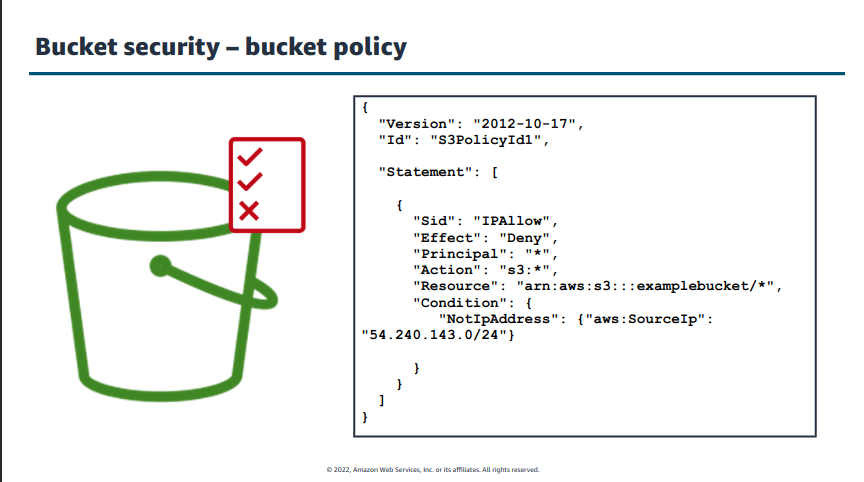 Bucket security – bucket policy
{
"Version": "2012-10-17",
"Id": "S3PolicyId1",
"Statement": [
{
"Sid": "IPAllow",
"Effect": "Deny",
"Principal": "*",
"Action": "s3:*",
"Resource": "arn:aws:s3:::examplebucket/*",
"Condition": {
"NotIpAddress": {"aws:SourceIp":
"54.240.143.0/24"}
}
}
]
}
© 2022, Amazon Web Services, Inc. or its affiliates. All rights reserved.